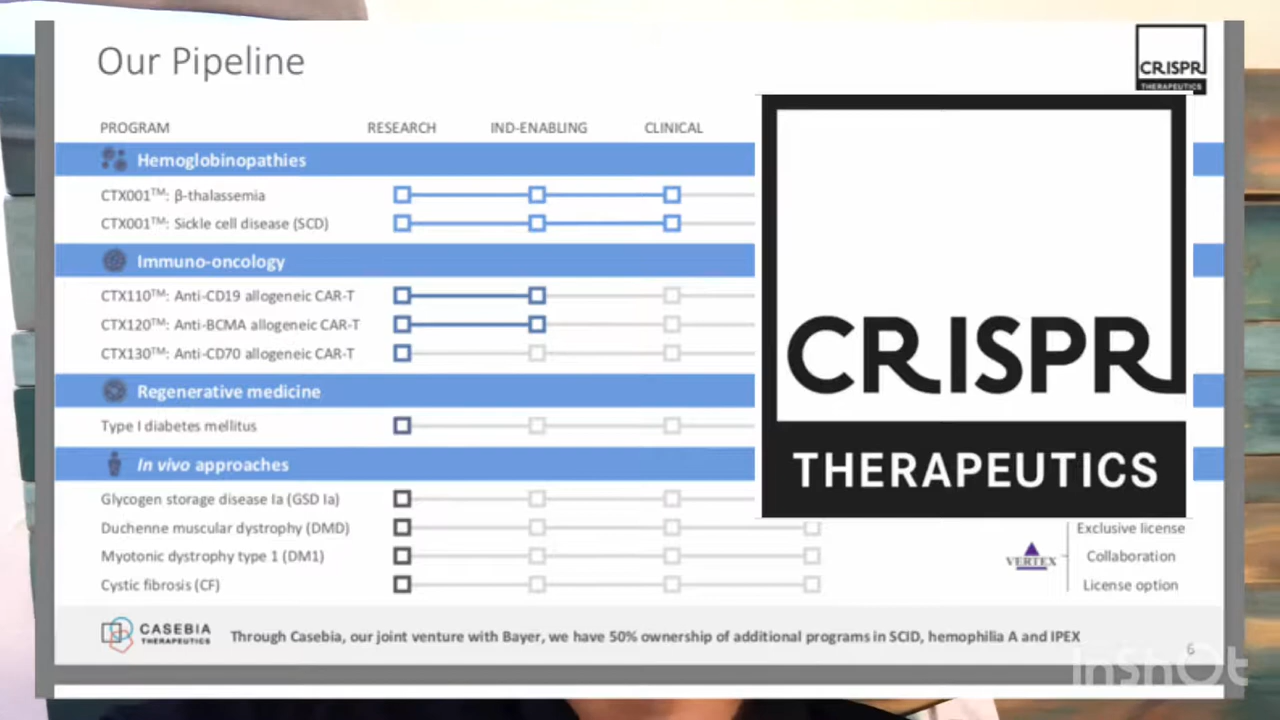 Our Pipeline
CRISPR
THERAPEUTICS
PROGRAM RESEARCH IND-ENABLING CLINICAL
Hemoglobinopathies
CTX001™: β-thalassemia
CTX001™: Sickle cell disease (SCD)
Immuno-oncology
CTX110™: Anti-CD19 allogeneic CAR-T
CTX120™: Anti-BCMA allogeneic CAR-T
CTX130™: Anti-CD70 allogeneic CAR-T
Regenerative medicine
Type I diabetes mellitus
In vivo approaches
Glycogen storage disease Ia (GSD Ia)
Duchenne muscular dystrophy (DMD)
Myotonic dystrophy type 1 (DM1)
Cystic fibrosis (CF)
CRISPR
THERAPEUTICS
VERTEX
Exclusive license
Collaboration
License option
CASEBIA
THERAPEUTICS
Through Casebia, our joint venture with Bayer, we have 50% ownership of additional programs in SCID, hemophilia A and IPEX
6
InShOt